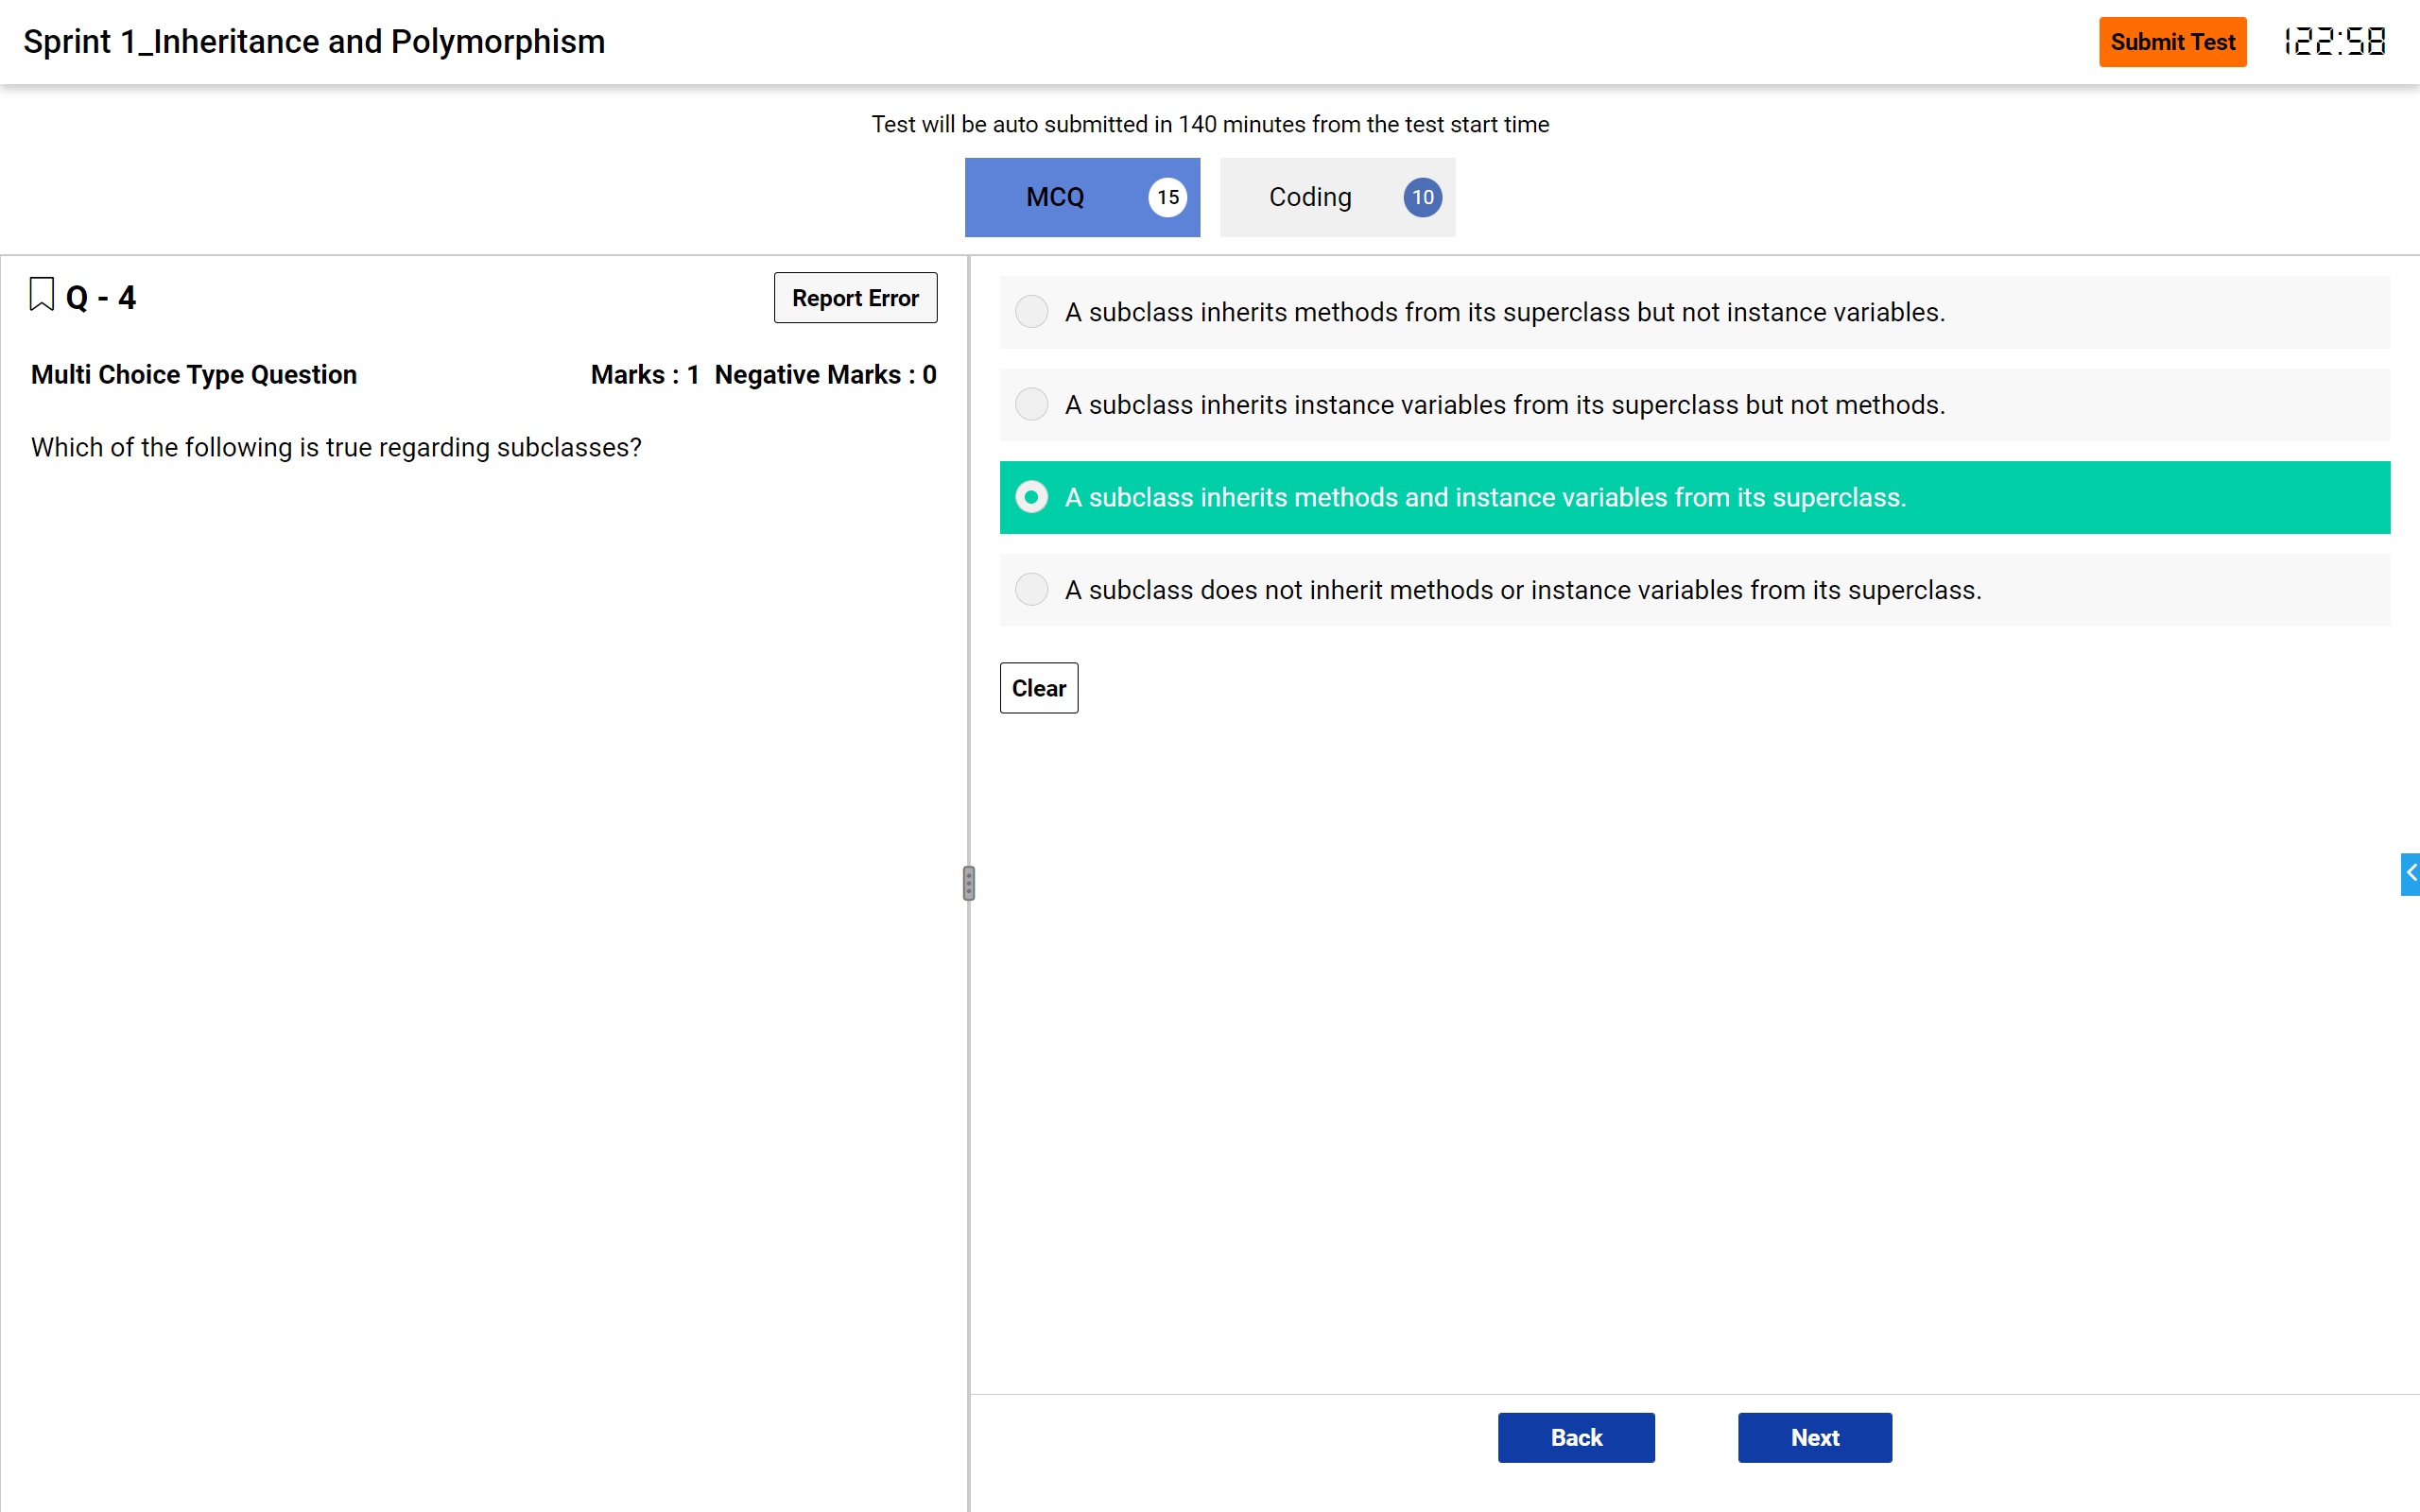 Sprint 1_Inheritance and Polymorphism
Submit Test
122:58
Test will be auto submitted in 140 minutes from the test start time
MCQ 15
Coding 10
Q - 4
Report Error
Multi Choice Type Question
Marks : 1 Negative Marks : 0
Which of the following is true regarding subclasses?
A subclass inherits methods from its superclass but not instance variables.
A subclass inherits instance variables from its superclass but not methods.
A subclass inherits methods and instance variables from its superclass.
A subclass does not inherit methods or instance variables from its superclass.
Clear
Back
Next